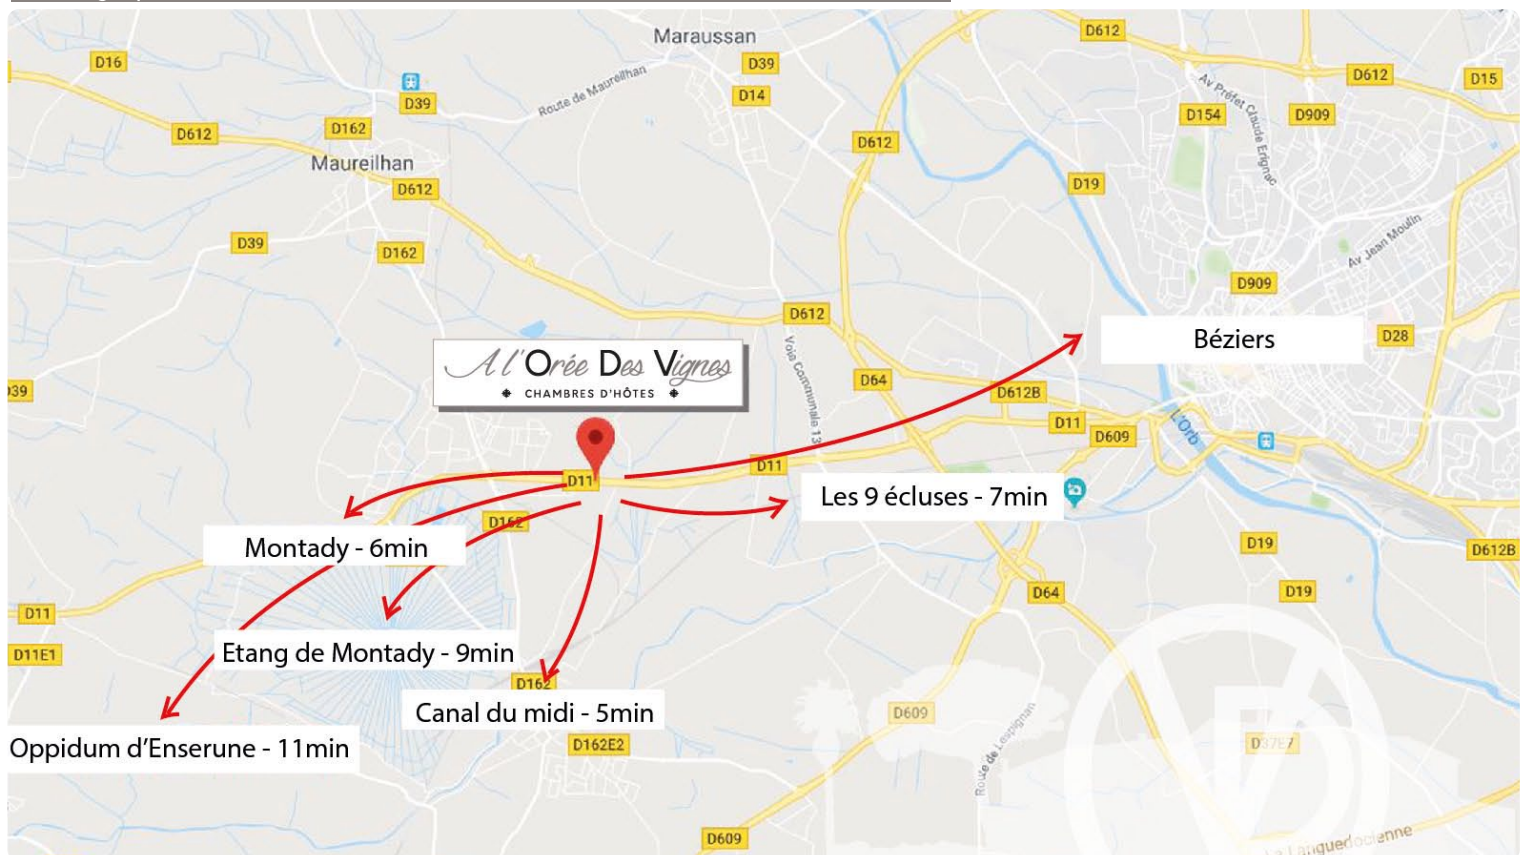 Maraussan
D612
D16
D39
D612
D15
D39
D14
Route de Maureilhan
Av Préfet Claude Erignac
D154
D909
D612
D162
D612
Maureilhan
D612
D19
D39
D162
Av Jean Moulin
D909
D612
Béziers
D28
A l'Orée Des Vignes
CHAMBRES D'HÔTES
Voie Communale 13
D64
D612B
D39
D11
D609
L'Orb
D11
D11
Les 9 écluses - 7min
D162
Montady - 6min
D19
D612B
D64
D19
D11
D11E1
Etang de Montady - 9min
D162
Canal du midi - 5min
D609
Route de Lespignan
Oppidum d'Enserune - 11min
D162E2
D37E7
D609
La Languedocienne